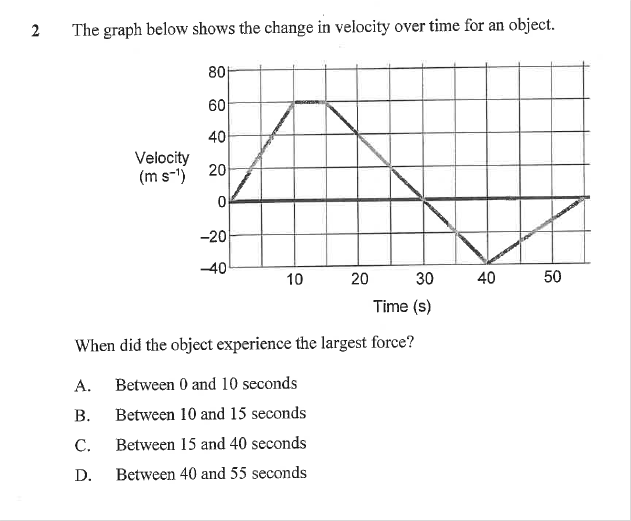 2 The graph below shows the change in velocity over time for an object.
80
60
40
Velocity
(m s⁻¹)
20
0
−20
−40
10 20 30 40 50
Time (s)
When did the object experience the largest force?
A. Between 0 and 10 seconds
B. Between 10 and 15 seconds
C. Between 15 and 40 seconds
D. Between 40 and 55 seconds